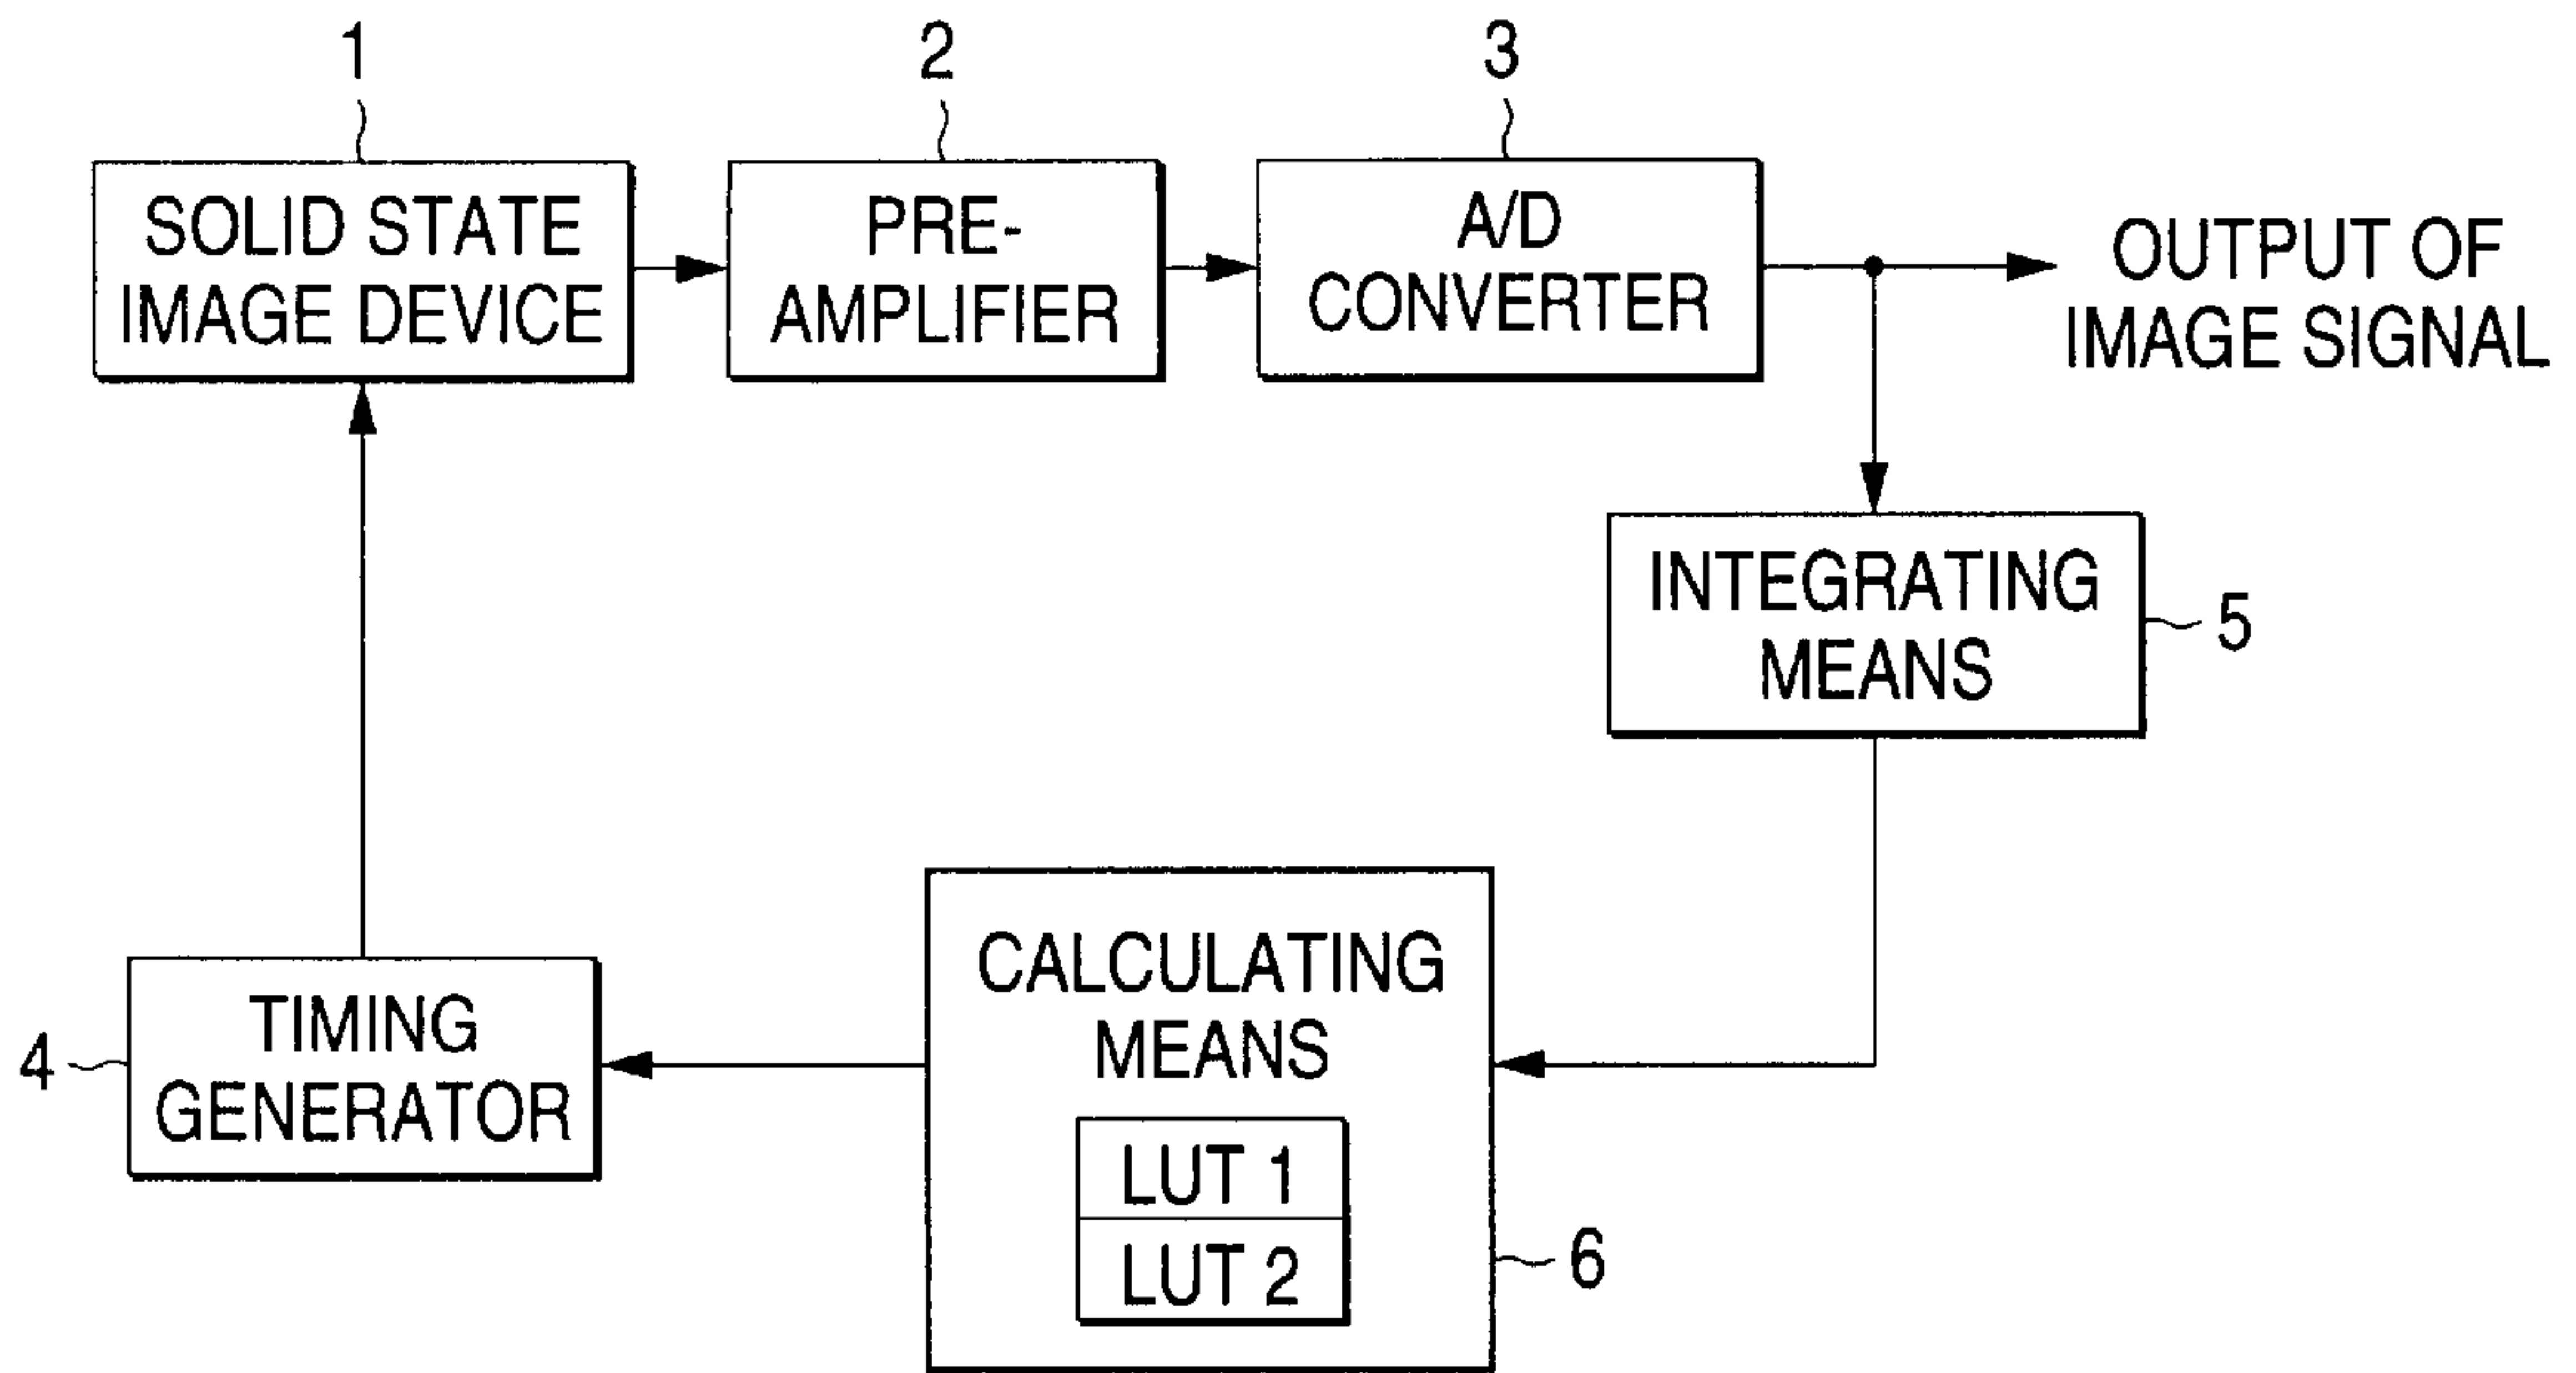 1
2
3
SOLID STATE
IMAGE DEVICE
PRE-
AMPLIFIER
A/D
CONVERTER
OUTPUT OF
IMAGE SIGNAL
INTEGRATING
MEANS
5
4
TIMING
GENERATOR
CALCULATING
MEANS
LUT 1
LUT 2
6